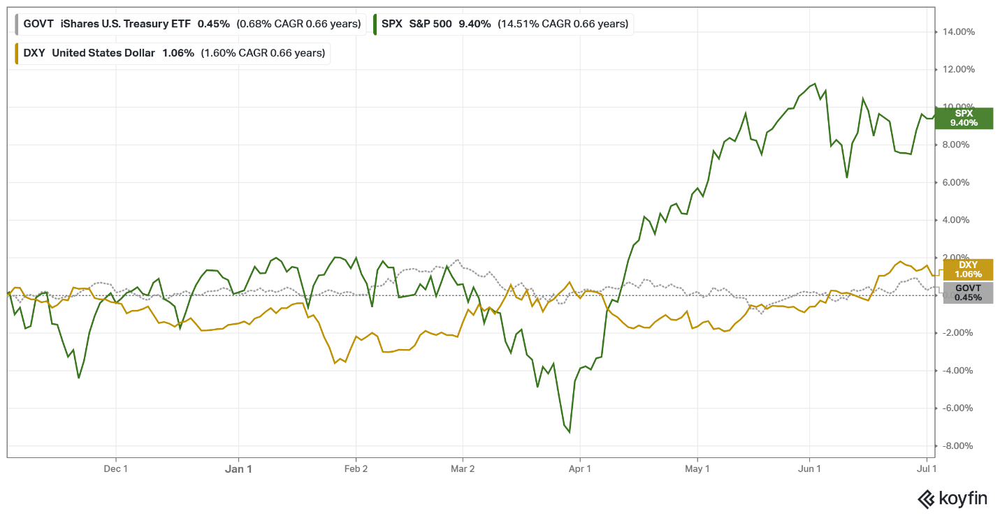 GOVT iShares U.S. Treasury ETF 0.45% (0.68% CAGR 0.66 years)
SPX S&P 500 9.40% (14.51% CAGR 0.66 years)
DXY United States Dollar 1.06% (1.60% CAGR 0.66 years)
14.00%
12.00%
10.00%
SPX
9.40%
8.00%
6.00%
4.00%
2.00%
DXY
1.06%
GOVT
0.45%
-2.00%
-4.00%
-6.00%
-8.00%
Dec 1
Jan 1
Feb 2
Mar 2
Apr 1
May 1
Jun 1
Jul 1
koyfin